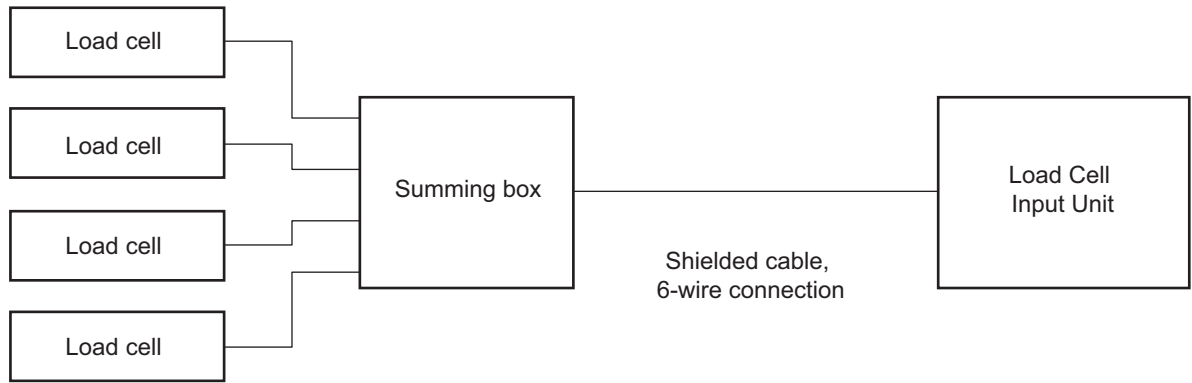 Load cell
Load cell
Load cell
Load cell
Summing box
Shielded cable,
6-wire connection
Load Cell
Input Unit